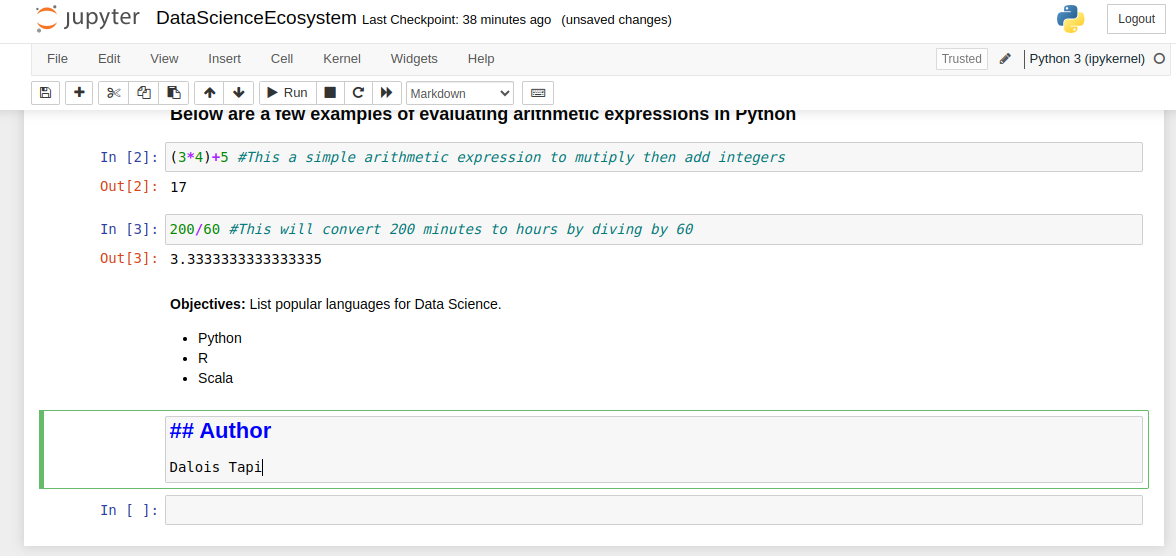 jupyter DataScienceEcosystem Last Checkpoint: 38 minutes ago (unsaved changes) Logout
File Edit View Insert Cell Kernel Widgets Help Trusted Python 3 (ipykernel)
Run Markdown
Below are a few examples of evaluating arithmetic expressions in Python
In [2]: (3*4)+5 #This a simple arithmetic expression to mutiply then add integers
Out[2]: 17
In [3]: 200/60 #This will convert 200 minutes to hours by diving by 60
Out[3]: 3.3333333333333335
Objectives: List popular languages for Data Science.
• Python
• R
• Scala
## Author
Dalois Tapi
In [ ]: